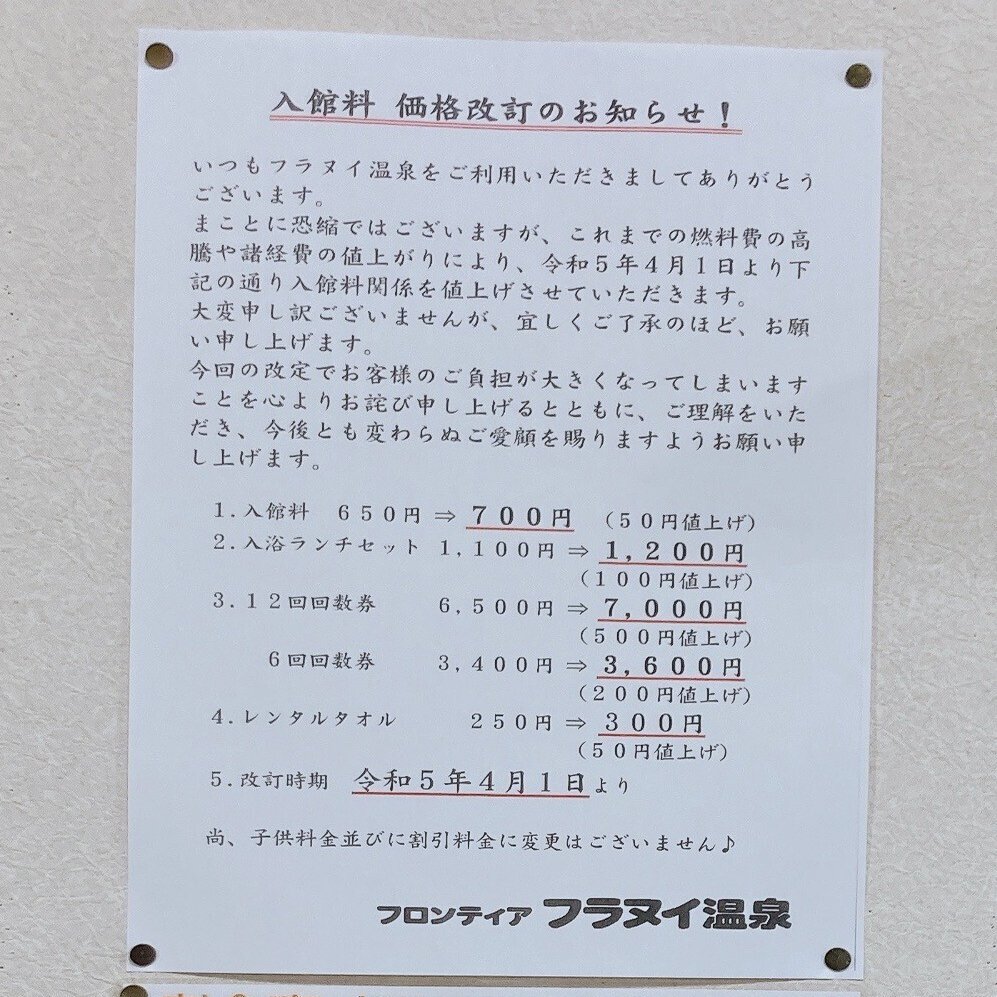 入館料 価格改訂のお知らせ！
いつもフラヌイ温泉をご利用いただきましてありがとう
ございます。
まことに恐縮ではございますが、これまでの燃料費の高
騰や諸経費の値上がりにより、令和５年４月１日より下
記の通り入館料関係を値上げさせていただきます。
大変申し訳ございませんが、宜しくご了承のほど、お願
い申し上げます。
今回の改定でお客様のご負担が大きくなってしまいます
ことを心よりお詫び申し上げるとともに、ご理解をいた
だき、今後とも変わらぬご愛顧を賜りますようお願い申
し上げます。
１.入館料　６５０円 ⇒ ７００円　（５０円値上げ）
２.入浴ランチセット １,１００円 ⇒ １,２００円
（１００円値上げ）
３.１２回回数券　６,５００円 ⇒ ７,０００円
（５００円値上げ）
６回回数券　３,４００円 ⇒ ３,６００円
（２００円値上げ）
４.レンタルタオル　２５０円 ⇒ ３００円
（５０円値上げ）
５.改訂時期　令和５年４月１日より
尚、子供料金並びに割引料金に変更はございません♪
フロンティア フラヌイ温泉